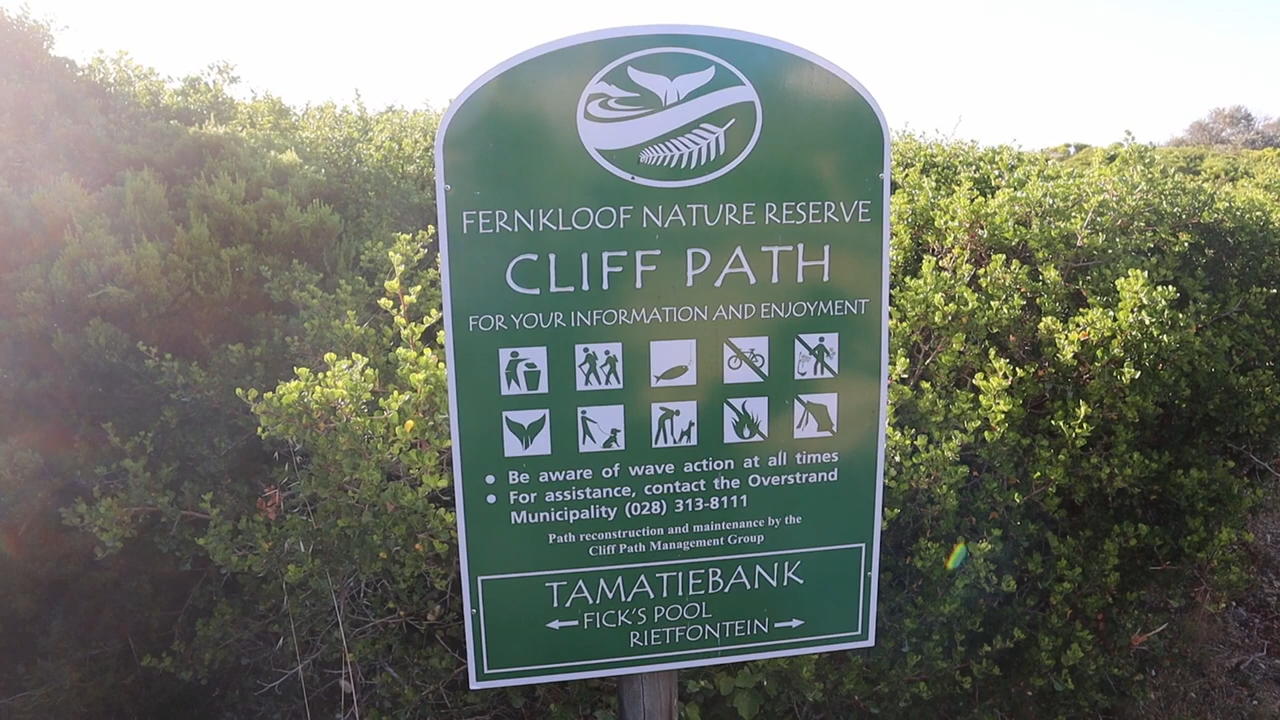 FERNKLOOF NATURE RESERVE
CLIFF PATH
FOR YOUR INFORMATION AND ENJOYMENT
• Be aware of wave action at all times
• For assistance, contact the Overstrand
Municipality (028) 313-8111
Path reconstruction and maintenance by the
Cliff Path Management Group
TAMATIEBANK
← FICK'S POOL
RIETFONTEIN →